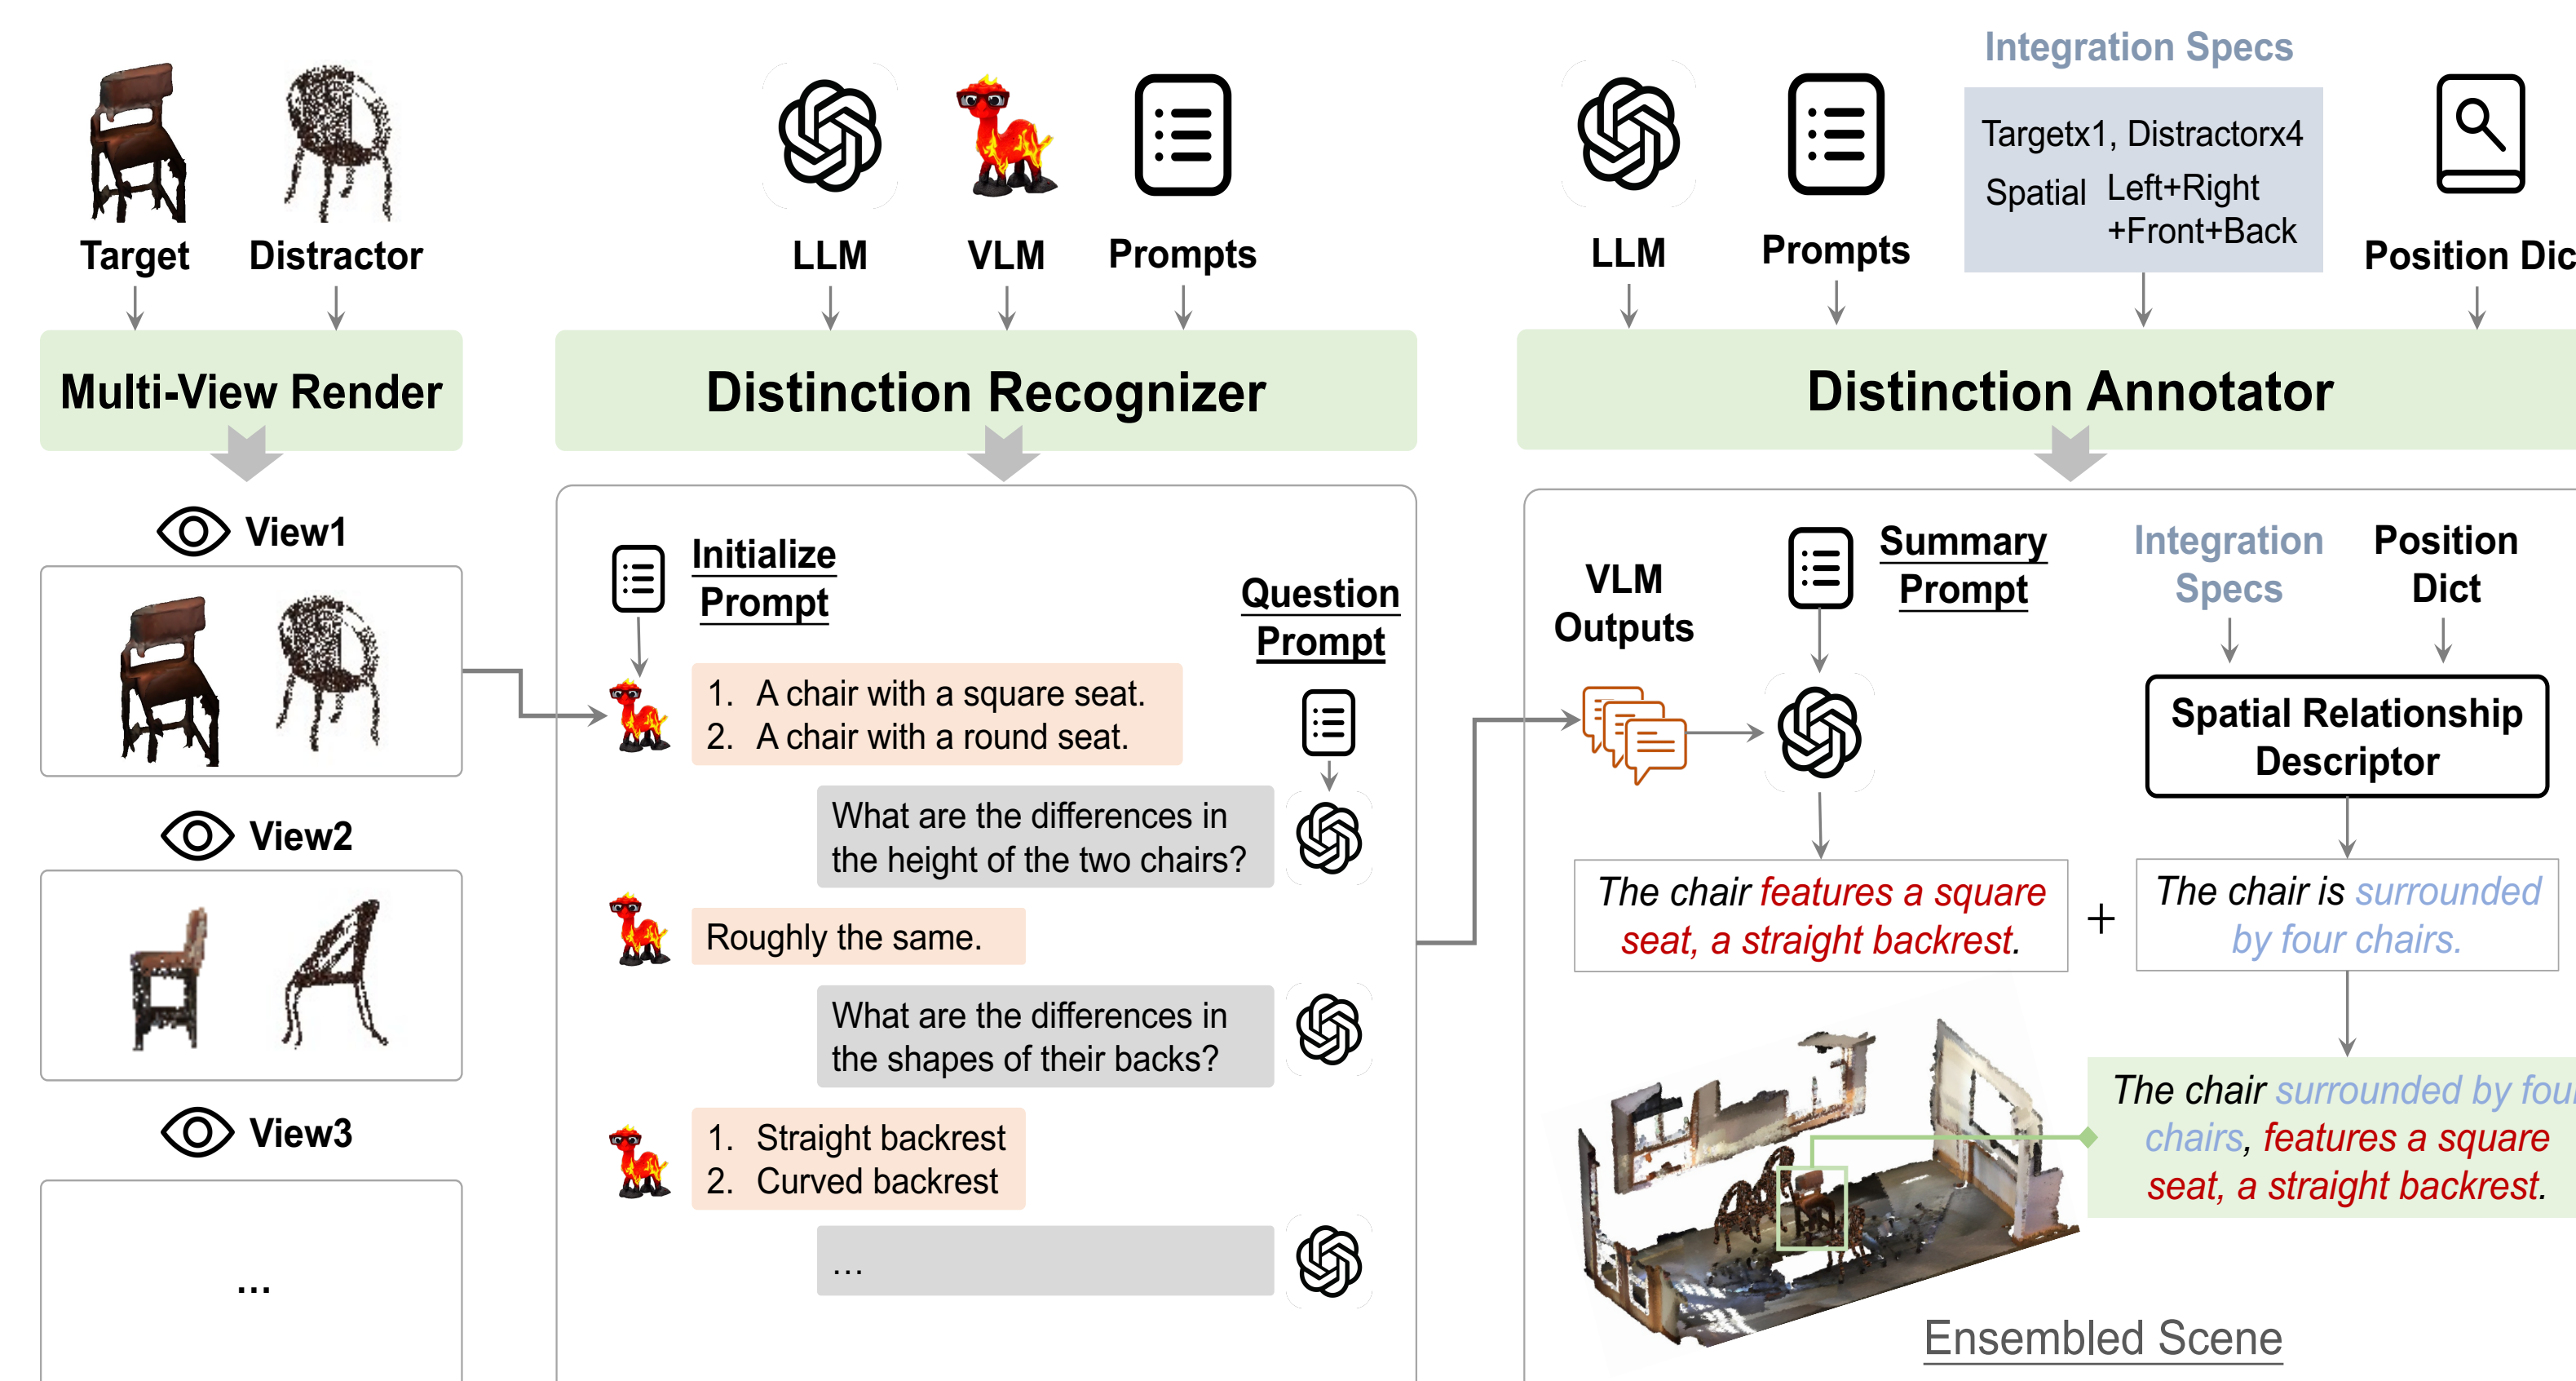 Target
Distractor
Multi-View Render
View1
View2
View3
...
LLM
VLM
Prompts
Distinction Recognizer
Initialize
Prompt
Question
Prompt
1. A chair with a square seat.
2. A chair with a round seat.
What are the differences in
the height of the two chairs?
Roughly the same.
What are the differences in
the shapes of their backs?
1. Straight backrest
2. Curved backrest
...
LLM
Prompts
Integration Specs
Targetx1, Distractorx4
Spatial Left+Right
+Front+Back
Position Dic
Distinction Annotator
VLM
Outputs
Summary
Prompt
Integration
Specs
Position
Dict
Spatial Relationship
Descriptor
The chair features a square
seat, a straight backrest.
+
The chair is surrounded
by four chairs.
The chair surrounded by four
chairs, features a square
seat, a straight backrest.
Ensembled Scene